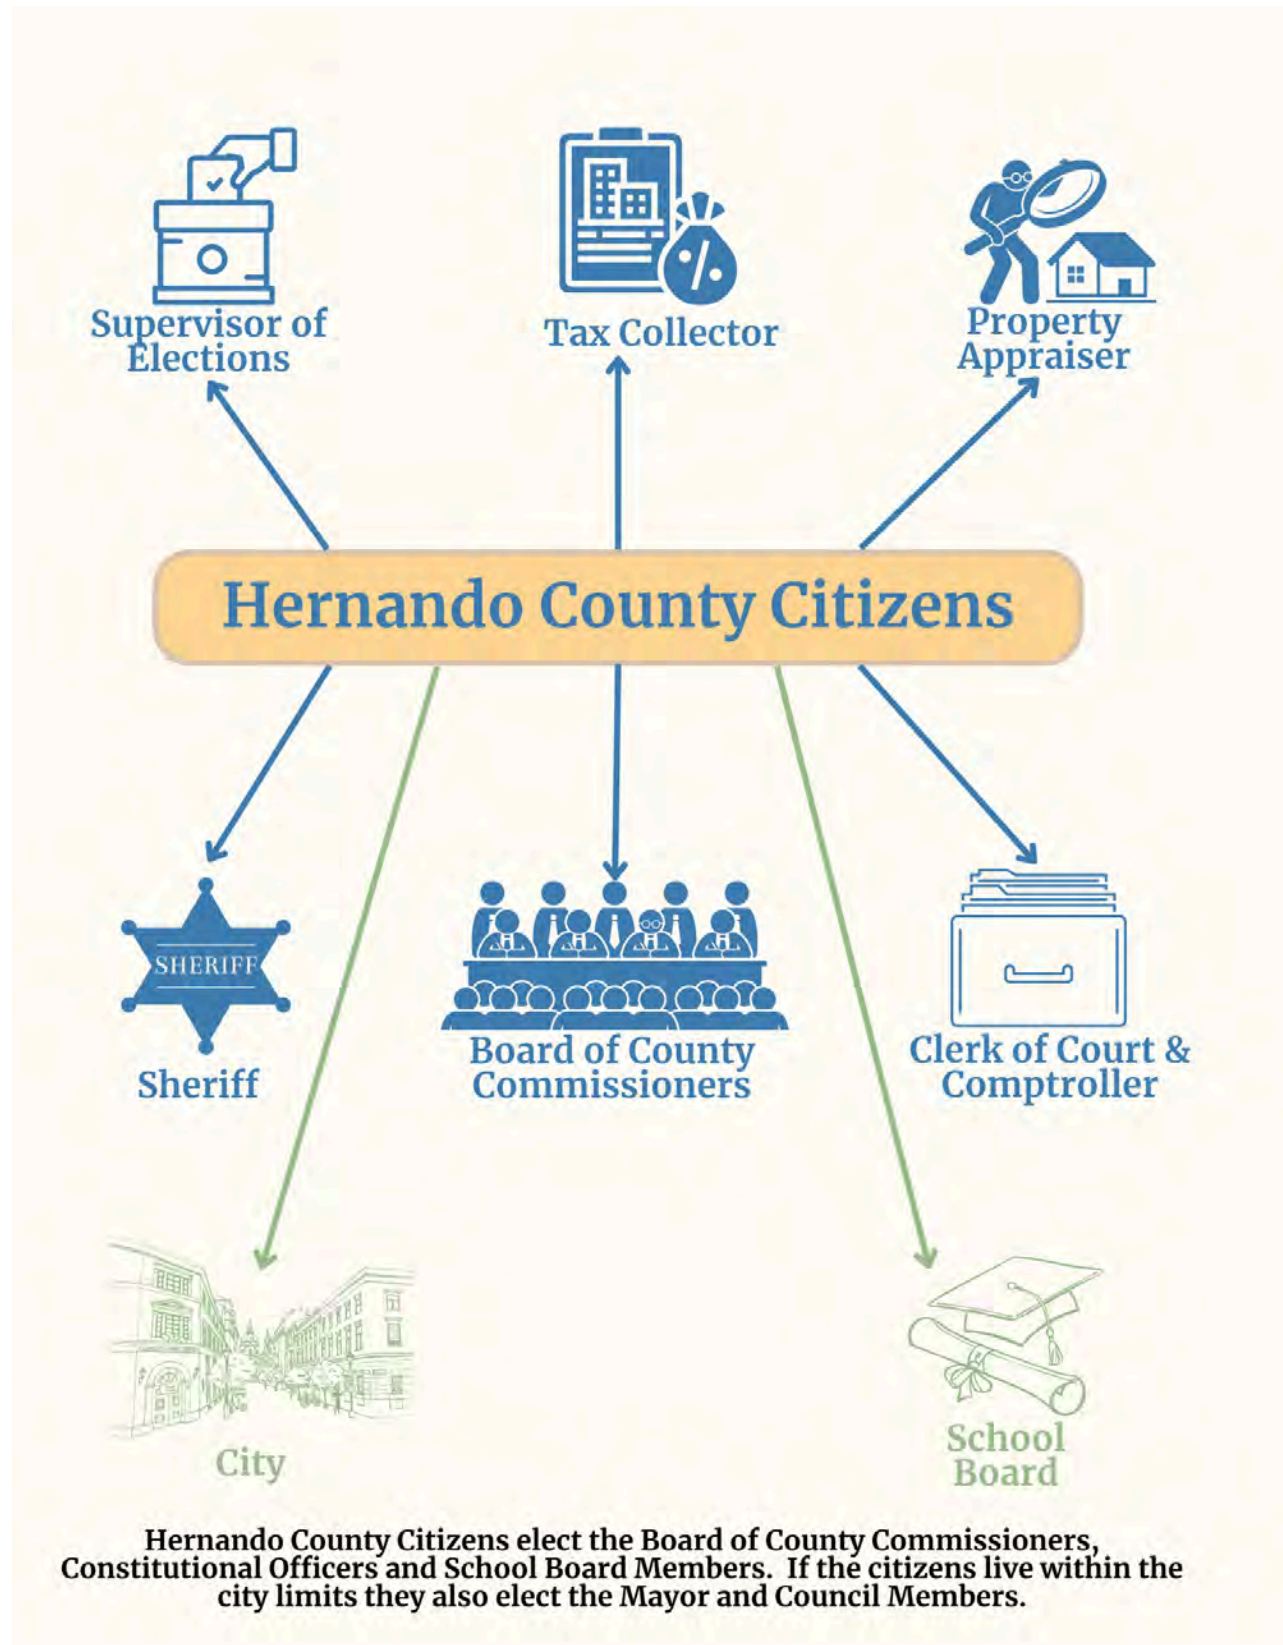 Supervisor of
Elections
Tax Collector
Property
Appraiser
Hernando County Citizens
SHERIFF
Sheriff
Board of County
Commissioners
Clerk of Court &
Comptroller
City
School
Board
Hernando County Citizens elect the Board of County Commissioners,
Constitutional Officers and School Board Members. If the citizens live within the
city limits they also elect the Mayor and Council Members.